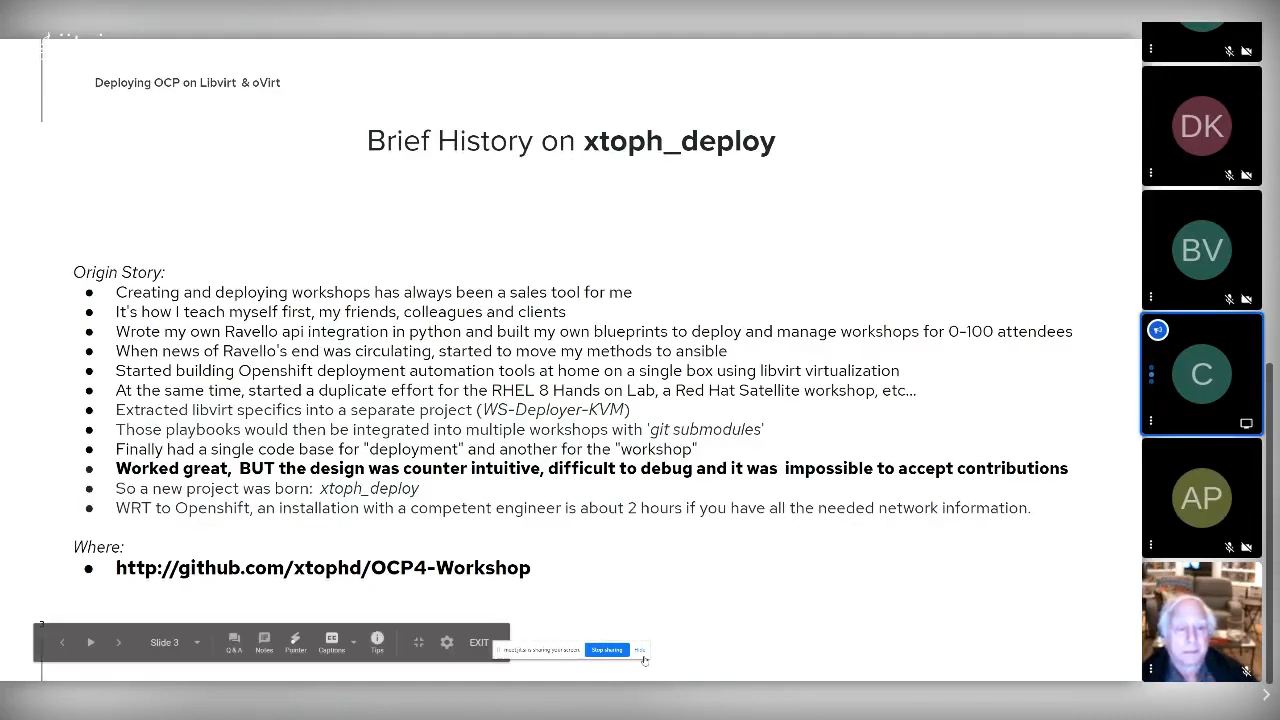 Deploying OCP on Libvirt & oVirt
Brief History on xtoph_deploy
Origin Story:
● Creating and deploying workshops has always been a sales tool for me
● It's how I teach myself first, my friends, colleagues and clients
● Wrote my own Ravello api integration in python and built my own blueprints to deploy and manage workshops for 0-100 attendees
● When news of Ravello's end was circulating, started to move my methods to ansible
● Started building Openshift deployment automation tools at home on a single box using libvirt virtualization
● At the same time, started a duplicate effort for the RHEL 8 Hands on Lab, a Red Hat Satellite workshop, etc...
● Extracted libvirt specifics into a separate project (WS-Deployer-KVM)
● Those playbooks would then be integrated into multiple workshops with 'git submodules'
● Finally had a single code base for "deployment" and another for the "workshop"
● Worked great, BUT the design was counter intuitive, difficult to debug and it was impossible to accept contributions
● So a new project was born: xtoph_deploy
● WRT to Openshift, an installation with a competent engineer is about 2 hours if you have all the needed network information.
Where:
● http://github.com/xtophd/OCP4-Workshop
3
Slide 3
Q & A
Notes
Pointer
Captions
Tips
EXIT
meet.jit.si is sharing your screen.
Stop sharing
Hide
DK
BV
C
AP